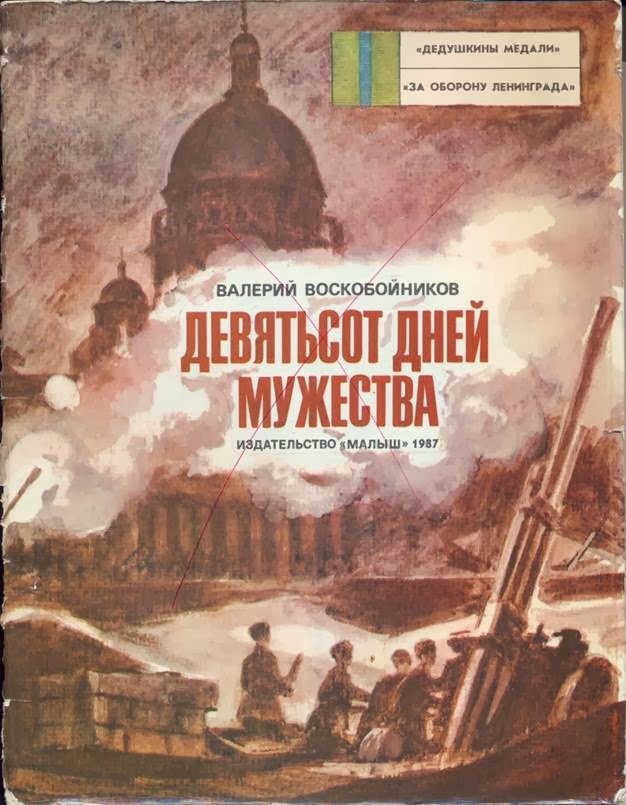 «ДЕДУШКИНЫ МЕДАЛИ»
«ЗА ОБОРОНУ ЛЕНИНГРАДА»
ВАЛЕРИЙ ВОСКОБОЙНИКОВ
ДЕВЯТЬСОТ ДНЕЙ
МУЖЕСТВА
ИЗДАТЕЛЬСТВО «МАЛЫШ» 1987